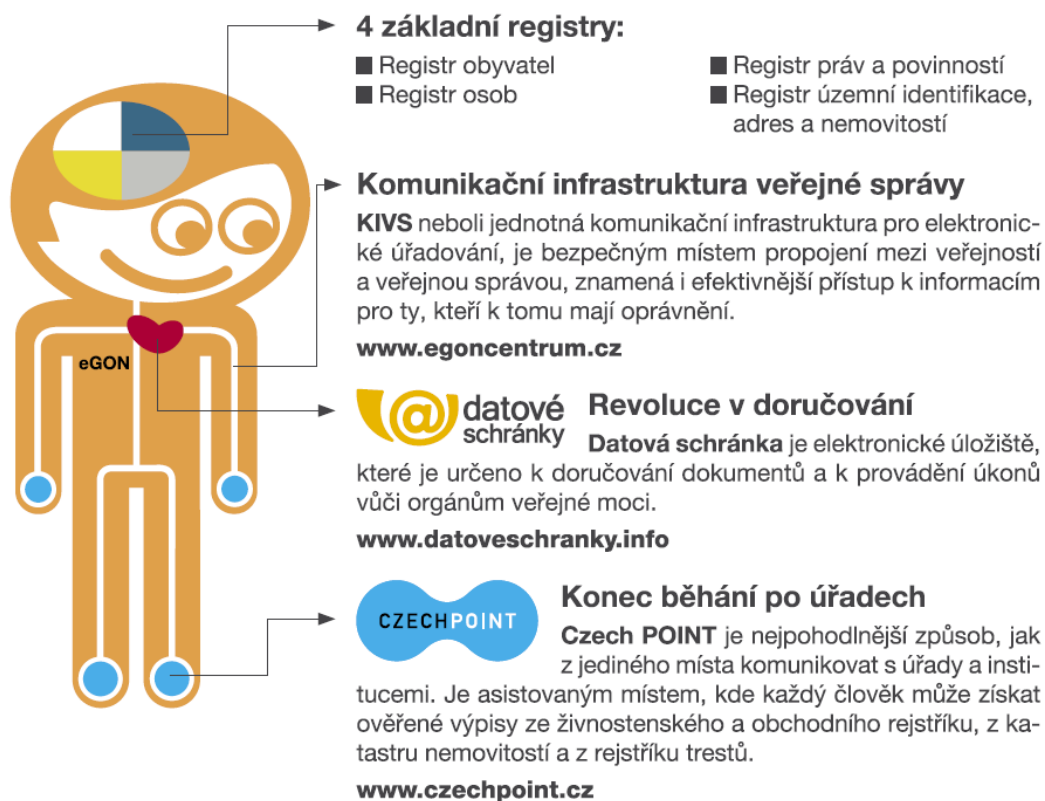 4 základní registry:
Registr obyvatel
Registr osob
Registr práv a povinností
Registr územní identifikace,
adres a nemovitostí
Komunikační infrastruktura veřejné správy
KIVS neboli jednotná komunikační infrastruktura pro elektronic-
ké úřadování, je bezpečným místem propojení mezi veřejností
a veřejnou správou, znamená i efektivnější přístup k informacím
pro ty, kteří k tomu mají oprávnění.
www.egoncentrum.cz
eGON
datové
schránky
Revoluce v doručování
Datová schránka je elektronické úložiště,
které je určeno k doručování dokumentů a k provádění úkonů
vůči orgánům veřejné moci.
www.datoveschranky.info
CZECHPOINT
Konec běhání po úřadech
Czech POINT je nejpohodlnější způsob, jak
z jediného místa komunikovat s úřady a insti-
tucemi. Je asistovaným místem, kde každý člověk může získat
ověřené výpisy ze živnostenského a obchodního rejstříku, z ka-
tastru nemovitostí a z rejstříku trestů.
www.czechpoint.cz